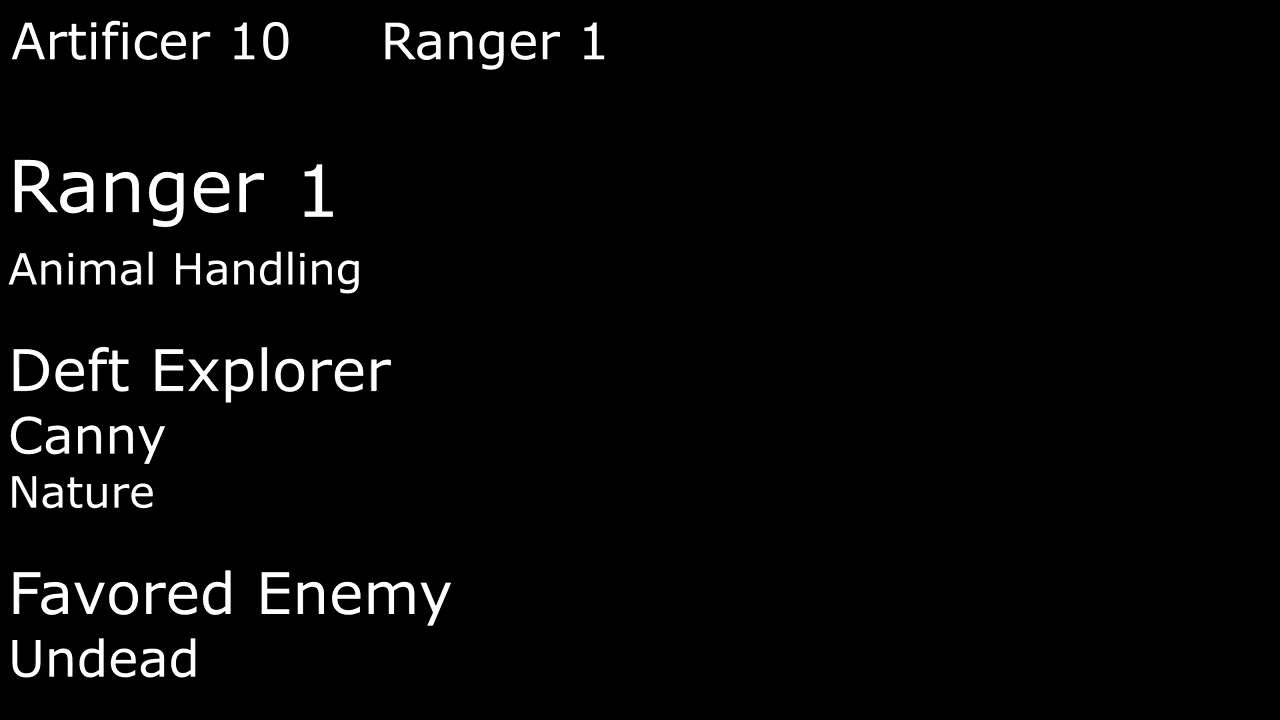 Artificer 10 Ranger 1
Ranger 1
Animal Handling
Deft Explorer
Canny
Nature
Favored Enemy
Undead